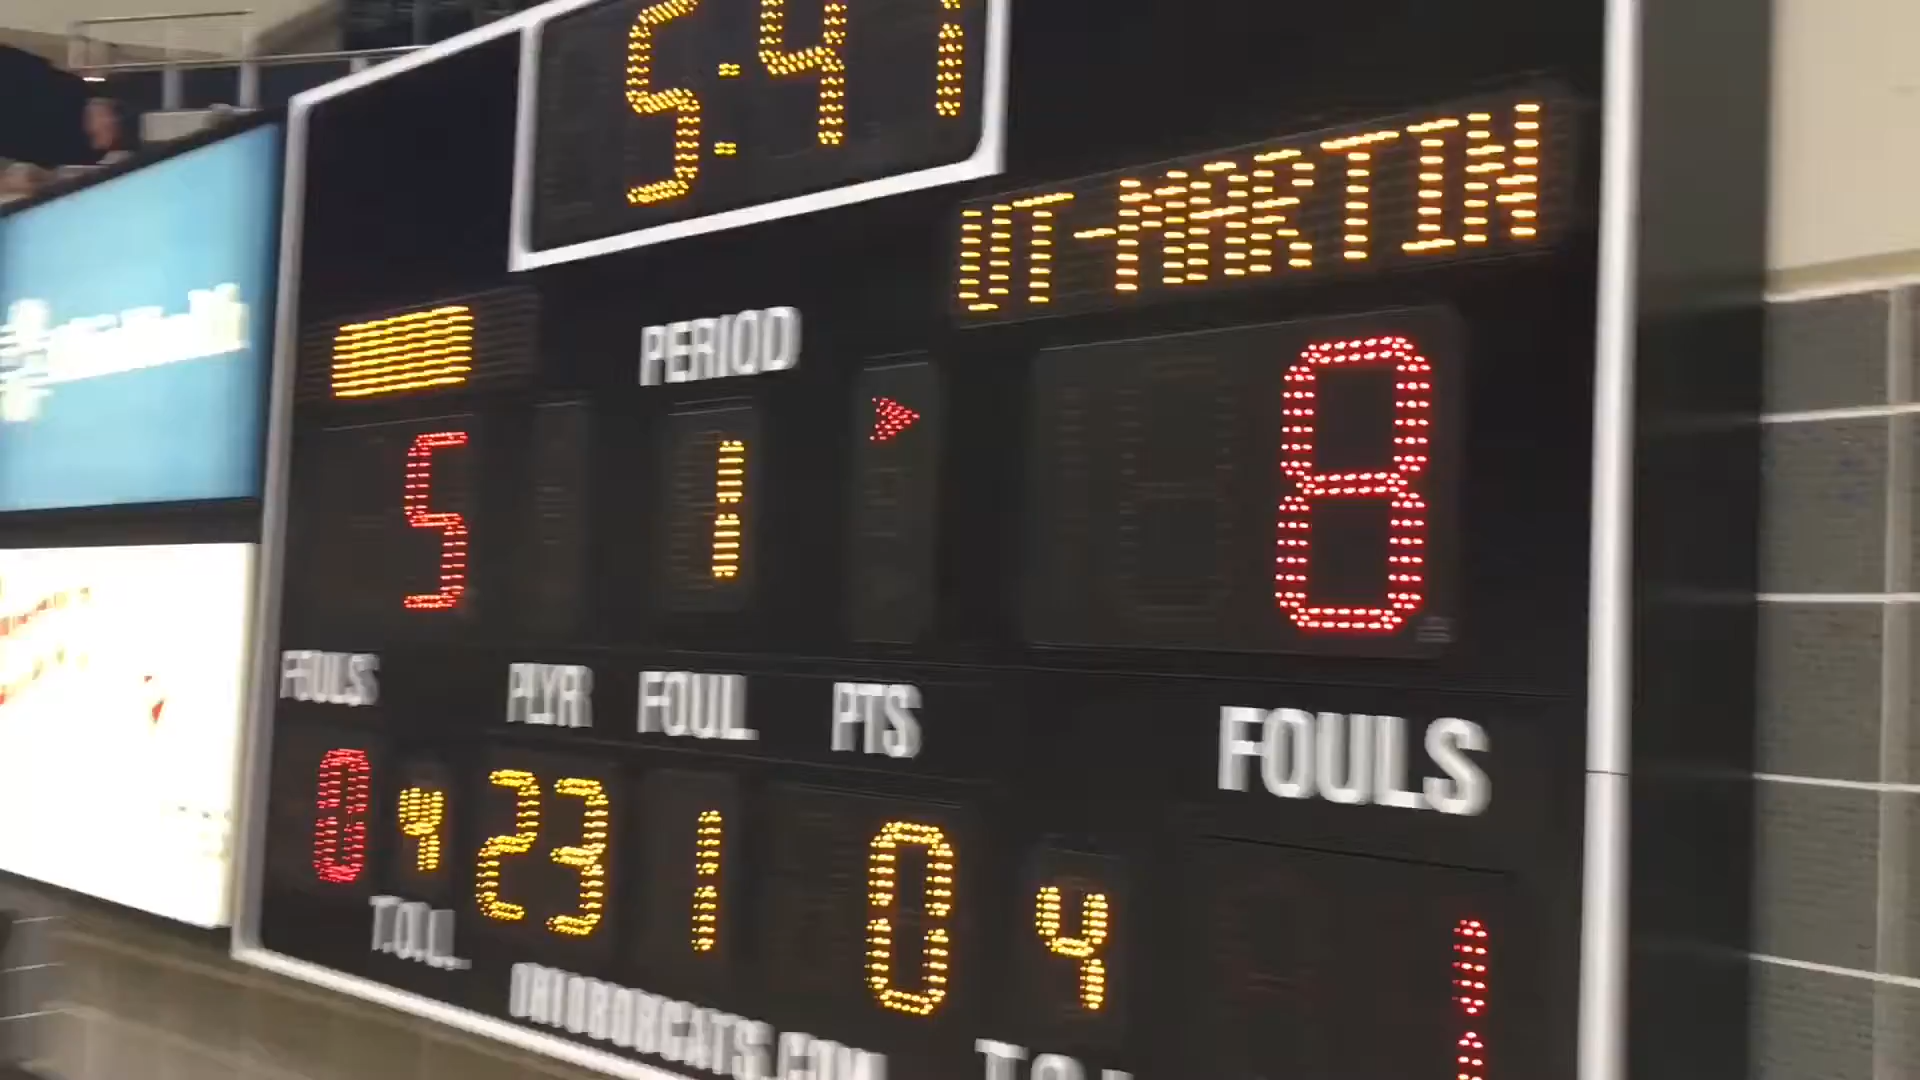 5:41
UT-MARTIN
PERIOD
5 1 8
FOULS PLYR FOUL PTS FOULS
0 4 23 1 0 4 1
T.O.L.
OHIOBOBCATS.COM